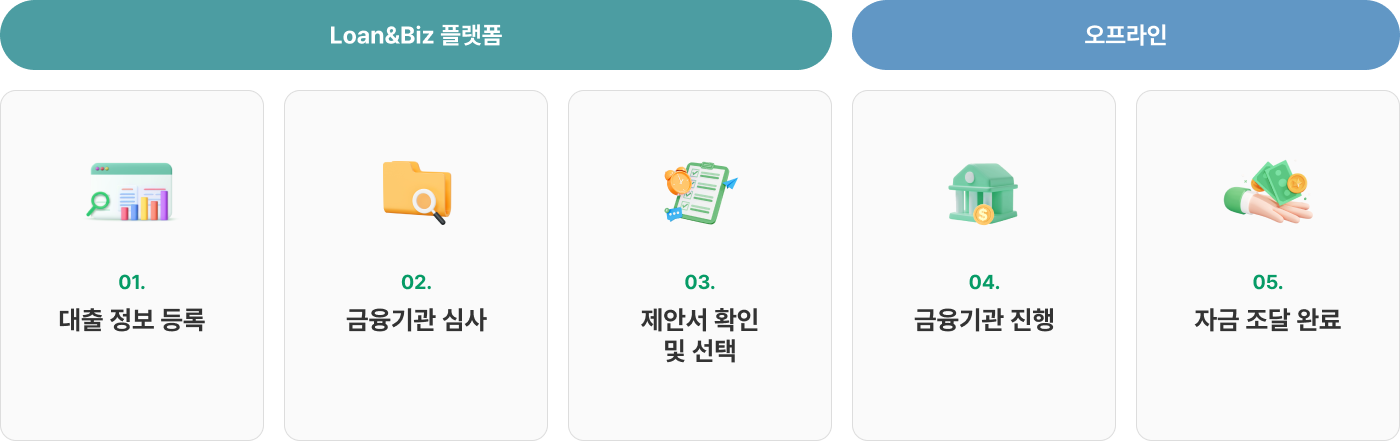 Loan&Biz 플랫폼
오프라인
01.
대출 정보 등록
02.
금융기관 심사
03.
제안서 확인
및 선택
04.
금융기관 진행
05.
자금 조달 완료